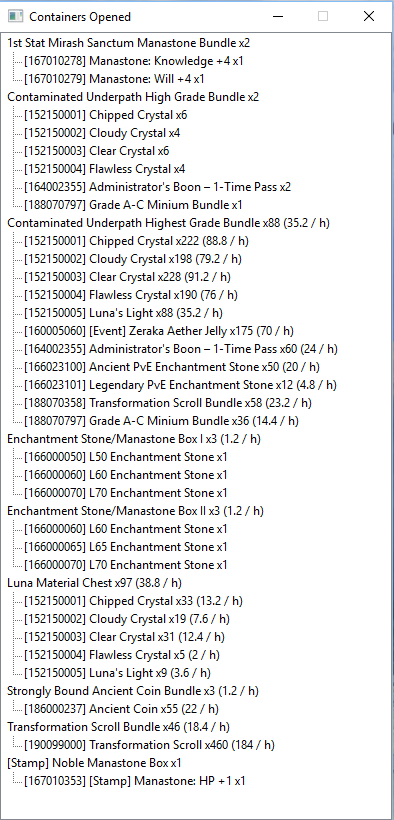 Containers Opened
1st Stat Mirash Sanctum Manastone Bundle x2
[167010278] Manastone: Knowledge +4 x1
[167010279] Manastone: Will +4 x1
Contaminated Underpath High Grade Bundle x2
[152150001] Chipped Crystal x6
[152150002] Cloudy Crystal x4
[152150003] Clear Crystal x6
[152150004] Flawless Crystal x4
[164002355] Administrator's Boon – 1-Time Pass x2
[188070797] Grade A-C Minium Bundle x1
Contaminated Underpath Highest Grade Bundle x88 (35.2 / h)
[152150001] Chipped Crystal x222 (88.8 / h)
[152150002] Cloudy Crystal x198 (79.2 / h)
[152150003] Clear Crystal x228 (91.2 / h)
[152150004] Flawless Crystal x190 (76 / h)
[152150005] Luna's Light x88 (35.2 / h)
[160005060] [Event] Zeraka Aether Jelly x175 (70 / h)
[164002355] Administrator's Boon – 1-Time Pass x60 (24 / h)
[166023100] Ancient PvE Enchantment Stone x50 (20 / h)
[166023101] Legendary PvE Enchantment Stone x12 (4.8 / h)
[188070358] Transformation Scroll Bundle x58 (23.2 / h)
[188070797] Grade A-C Minium Bundle x36 (14.4 / h)
Enchantment Stone/Manastone Box I x3 (1.2 / h)
[166000050] L50 Enchantment Stone x1
[166000060] L60 Enchantment Stone x1
[166000070] L70 Enchantment Stone x1
Enchantment Stone/Manastone Box II x3 (1.2 / h)
[166000060] L60 Enchantment Stone x1
[166000065] L65 Enchantment Stone x1
[166000070] L70 Enchantment Stone x1
Luna Material Chest x97 (38.8 / h)
[152150001] Chipped Crystal x33 (13.2 / h)
[152150002] Cloudy Crystal x19 (7.6 / h)
[152150003] Clear Crystal x31 (12.4 / h)
[152150004] Flawless Crystal x5 (2 / h)
[152150005] Luna's Light x9 (3.6 / h)
Strongly Bound Ancient Coin Bundle x3 (1.2 / h)
[186000237] Ancient Coin x55 (22 / h)
Transformation Scroll Bundle x46 (18.4 / h)
[190099000] Transformation Scroll x460 (184 / h)
[Stamp] Noble Manastone Box x1
[167010353] [Stamp] Manastone: HP +1 x1